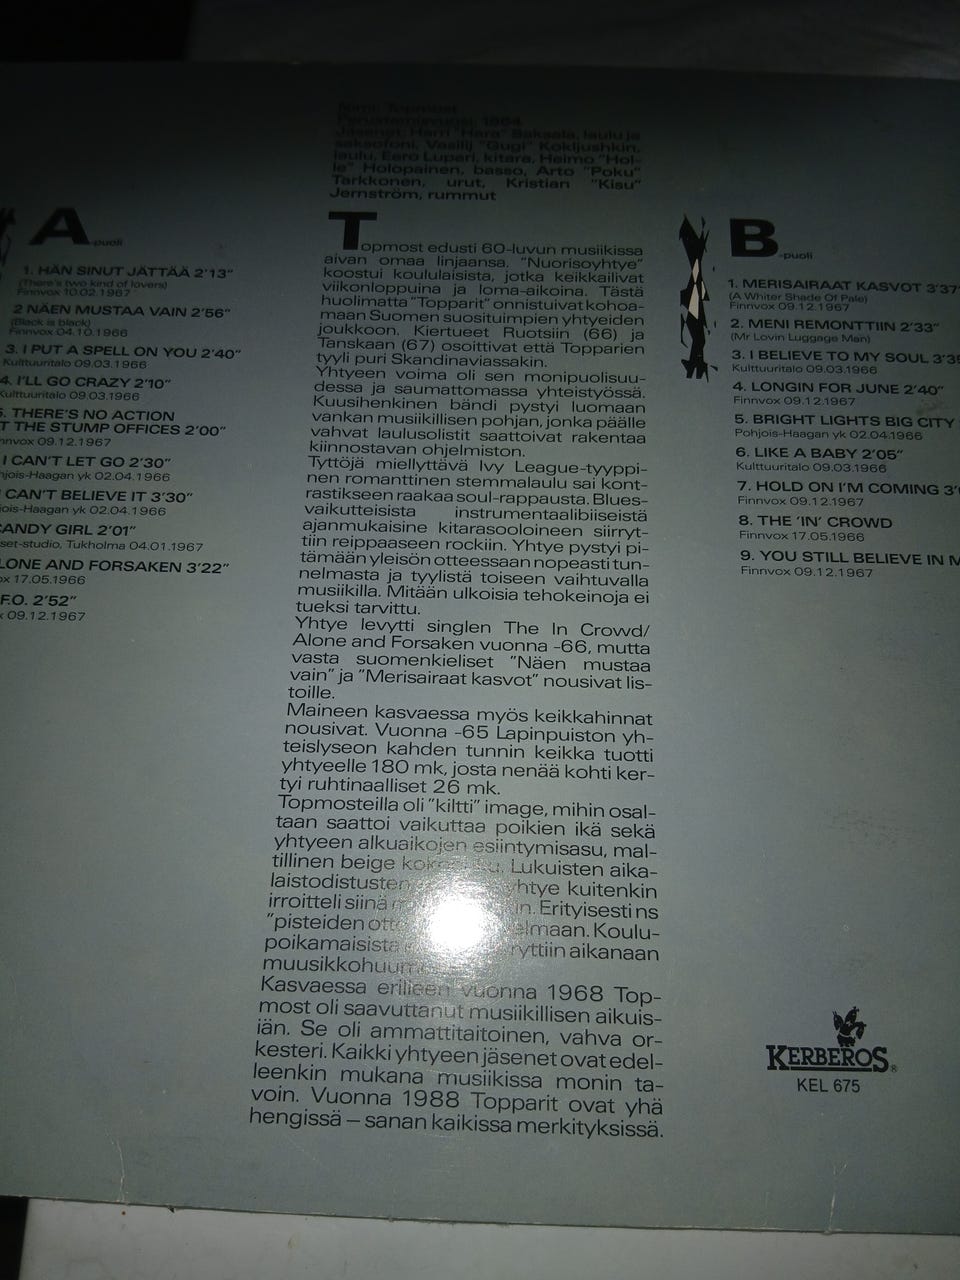 Nimi: Topmost
Perustamisvuosi: 1964
Jäsenet: Harri "Hara" Saksala, laulu ja
saksofoni, Vasilij "Gugi" Kokljushkin,
laulu, Eero Lupari, kitara, Heimo "Hol-
le" Holopainen, basso, Arto "Poku"
Tarkkonen, urut, Kristian "Kisu"
Jernström, rummut
A -puoli
1. HÄN SINUT JÄTTÄÄ 2'13"
(There's two kind of lovers)
Finnvox 10.02.1967
2 NÄEN MUSTAA VAIN 2'56"
(Black is black)
Finnvox 04.10.1966
3. I PUT A SPELL ON YOU 2'40"
Kulttuuritalo 09.03.1966
4. I'LL GO CRAZY 2'10"
Kulttuuritalo 09.03.1966
THERE'S NO ACTION
T THE STUMP OFFICES 2'00"
nnvox 09.12.1967
I CAN'T LET GO 2'30"
hjois-Haagan yk 02.04.1966
CAN'T BELIEVE IT 3'30"
is-Haagan yk 02.04.1966
CANDY GIRL 2'01"
set-studio, Tukholma 04.01.1967
LONE AND FORSAKEN 3'22"
ox 17.05.1966
F.O. 2'52"
x 09.12.1967
Topmost edusti 60-luvun musiikissa
aivan omaa linjaansa. "Nuorisoyhtye"
koostui koululaisista, jotka keikkailivat
viikonloppuina ja loma-aikoina. Tästä
huolimatta "Topparit" onnistuivat kohoa-
maan Suomen suosituimpien yhtyeiden
joukkoon. Kiertueet Ruotsiin (66) ja
Tanskaan (67) osoittivat että Topparien
tyyli puri Skandinaviassakin.
Yhtyeen voima oli sen monipuolisuu-
dessa ja saumattomassa yhteistyössä.
Kuusihenkinen bändi pystyi luomaan
vankan musiikillisen pohjan, jonka päälle
vahvat laulusolistit saattoivat rakentaa
kiinnostavan ohjelmiston.
Tyttöjä miellyttävä Ivy League-tyyppi-
nen romanttinen stemmalaulu sai kont-
rastikseen raakaa soul-rappausta. Blues-
vaikutteisista instrumentaalibiiseistä
ajanmukaisine kitarasooloineen siirryt-
tiin reippaaseen rockiin. Yhtye pystyi pi-
tämään yleisön otteessaan nopeasti tun-
nelmasta ja tyylistä toiseen vaihtuvalla
musiikilla. Mitään ulkoisia tehokeinoja ei
tueksi tarvittu.
Yhtye levytti singlen The In Crowd/
Alone and Forsaken vuonna -66, mutta
vasta suomenkieliset "Näen mustaa
vain" ja "Merisairaat kasvot" nousivat lis-
toille.
Maineen kasvaessa myös keikkahinnat
nousivat. Vuonna -65 Lapinpuiston yh-
teislyseon kahden tunnin keikka tuotti
yhtyeelle 180 mk, josta nenää kohti ker-
tyi ruhtinaalliset 26 mk.
Topmosteilla oli "kiltti" image, mihin osal-
taan saattoi vaikuttaa poikien ikä sekä
yhtyeen alkuaikojen esiintymisasu, mal-
tillinen beige Lukuisten aika-
laistodistusten yhtye kuitenkin
irroitteli siinä Erityisesti ns
"pisteiden Koulu-
poikamaisista ryttiin aikanaan
Kasvaessa erilleen vuonna 1968 Top-
most oli saavuttanut musiikillisen aikuis-
iän. Se oli ammattitaitoinen, vahva or-
kesteri. Kaikki yhtyeen jäsenet ovat edel-
leenkin mukana musiikissa monin ta-
voin. Vuonna 1988 Topparit ovat yhä
hengissä – sanan kaikissa merkityksissä.
B -puoli
1. MERISAIRAAT KASVOT 3'37"
(A Whiter Shade Of Pale)
Finnvox 09.12.1967
2. MENI REMONTTIIN 2'33"
(Mr Lovin Luggage Man)
3. I BELIEVE TO MY SOUL 3'3
Kulttuuritalo 09.03.1966
4. LONGIN FOR JUNE 2'40"
Finnvox 09.12.1967
5. BRIGHT LIGHTS BIG CITY
Pohjois-Haagan yk 02.04.1966
6. LIKE A BABY 2'05"
Kulttuuritalo 09.03.1966
7. HOLD ON I'M COMING 3'
Finnvox 09.12.1967
8. THE 'IN' CROWD
Finnvox 17.05.1966
9. YOU STILL BELIEVE IN M
Finnvox 09.12.1967
KERBEROS®
KEL 675